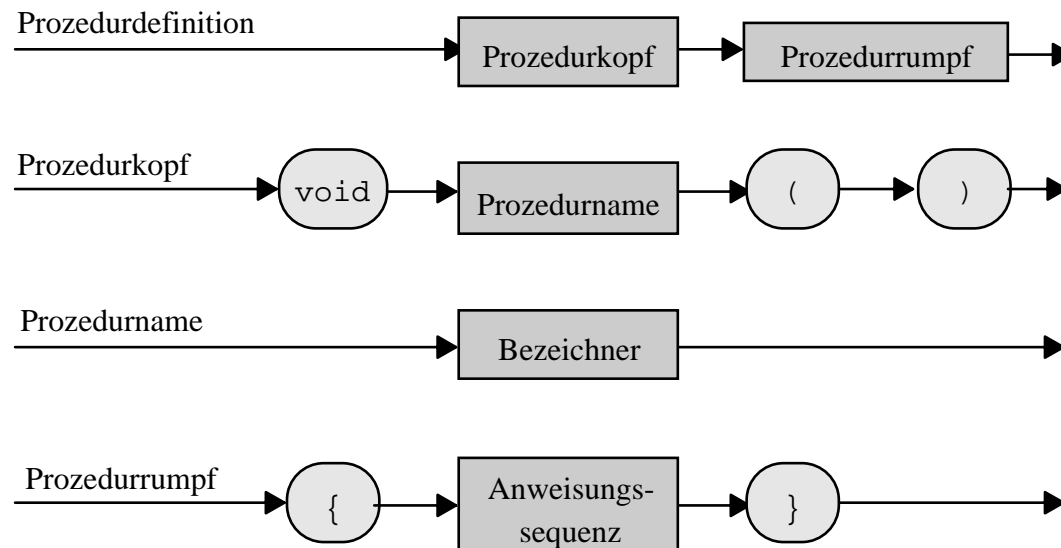 Prozedurdefinition
Prozedurkopf
Prozedurrumpf
Prozedurkopf
void
Prozedurname
(
)
Prozedurname
Bezeichner
Prozedurrumpf
{
Anweisungs-
sequenz
}